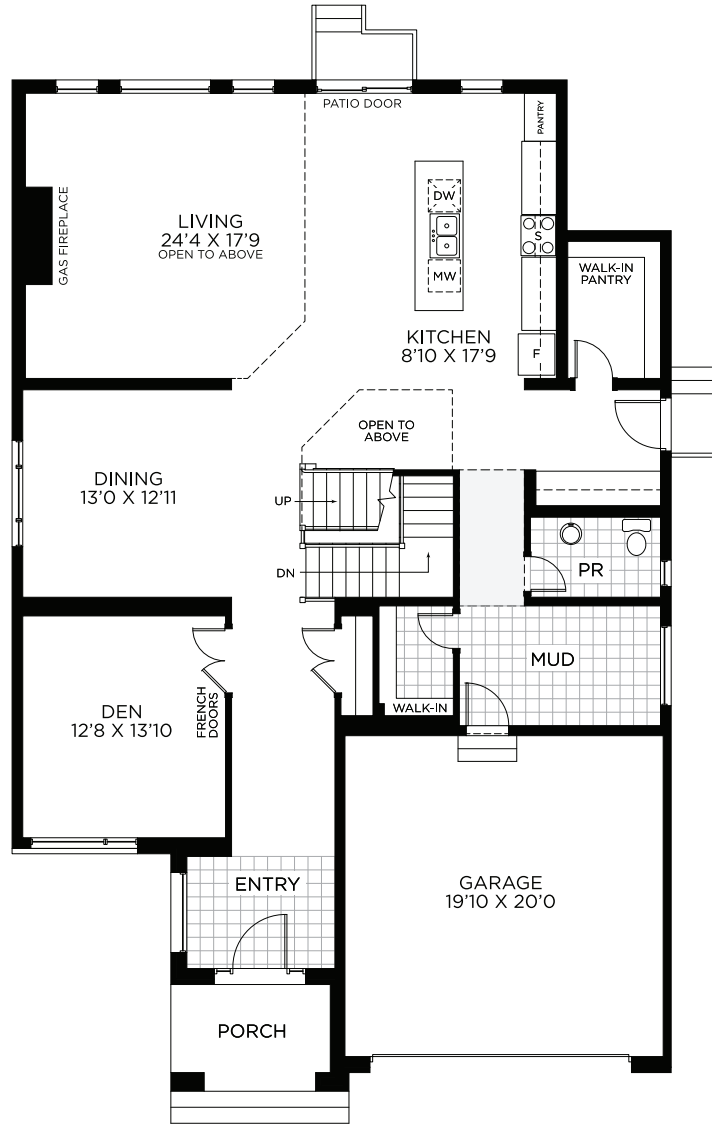 PATIO DOOR
PANTRY
GAS FIREPLACE
LIVING
24'4 X 17'9
OPEN TO ABOVE
DW
MW
S
F
KITCHEN
8'10 X 17'9
WALK-IN
PANTRY
OPEN TO
ABOVE
DINING
13'0 X 12'11
UP
DN
PR
MUD
WALK-IN
DEN
12'8 X 13'10
FRENCH
DOORS
ENTRY
GARAGE
19'10 X 20'0
PORCH